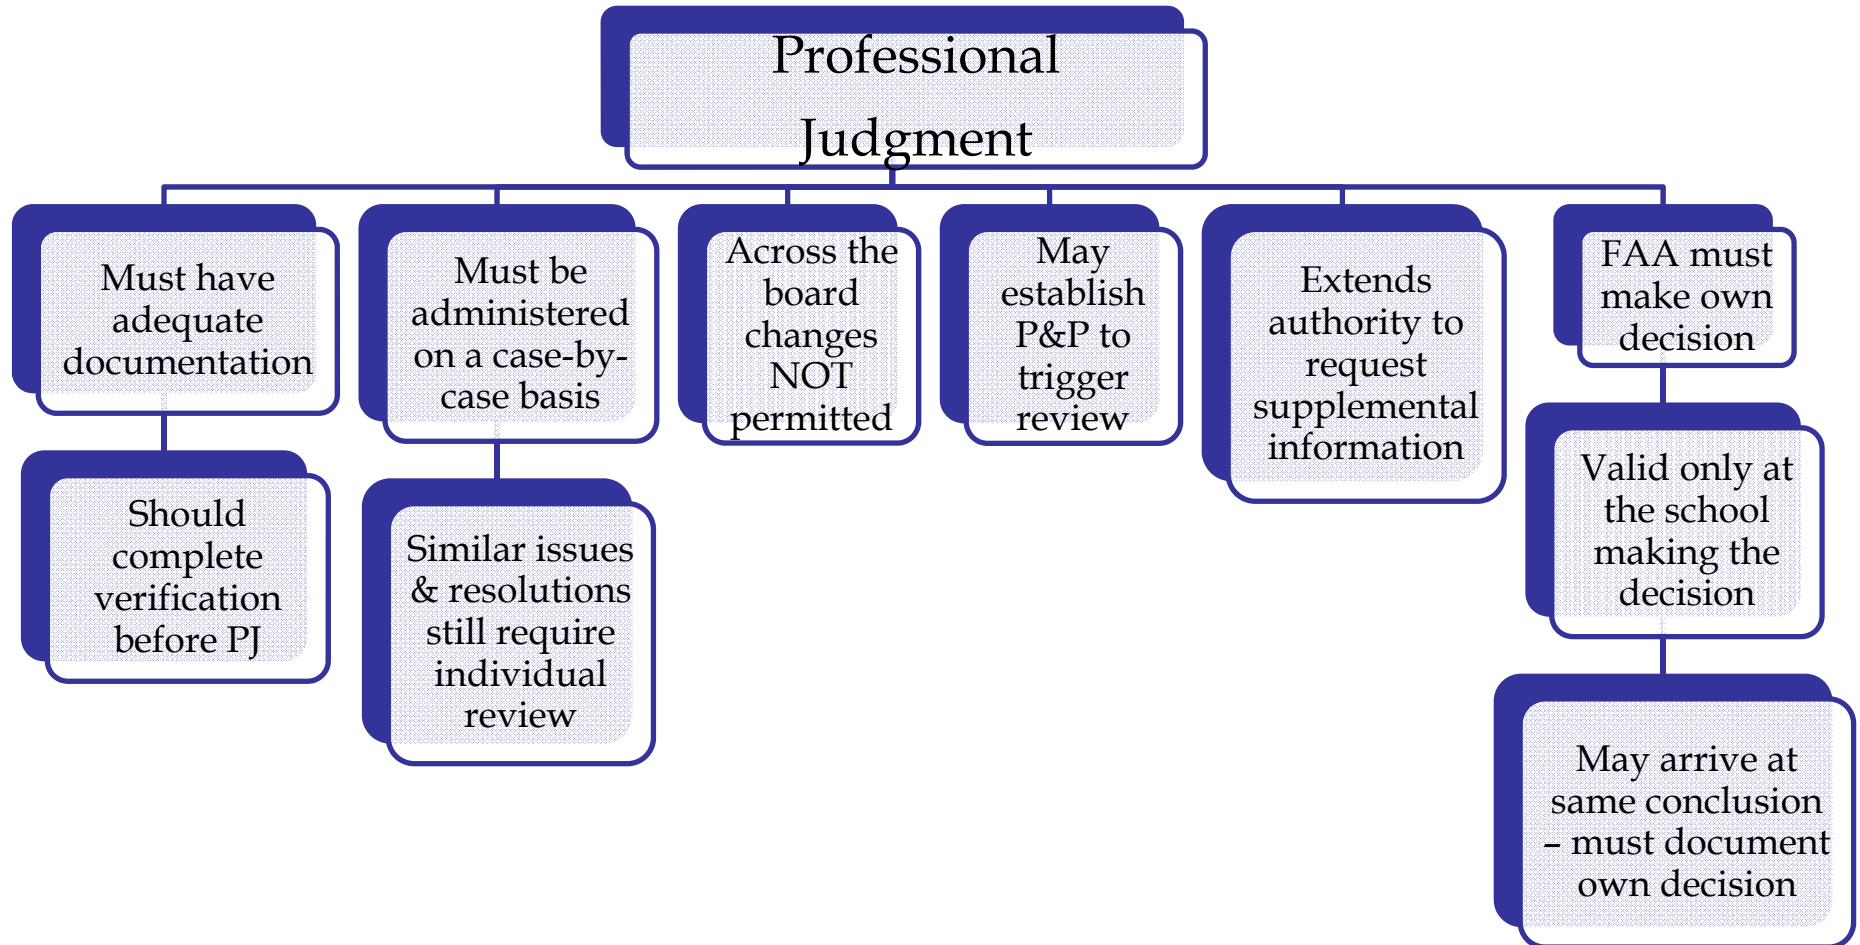 Professional
Judgment
Must have
adequate
documentation
Should
complete
verification
before PJ
Must be
administered
on a case-by-
case basis
Similar issues
& resolutions
still require
individual
review
Across the
board
changes
NOT
permitted
May
establish
P&P to
trigger
review
Extends
authority to
request
supplemental
information
FAA must
make own
decision
Valid only at
the school
making the
decision
May arrive at
same conclusion
– must document
own decision